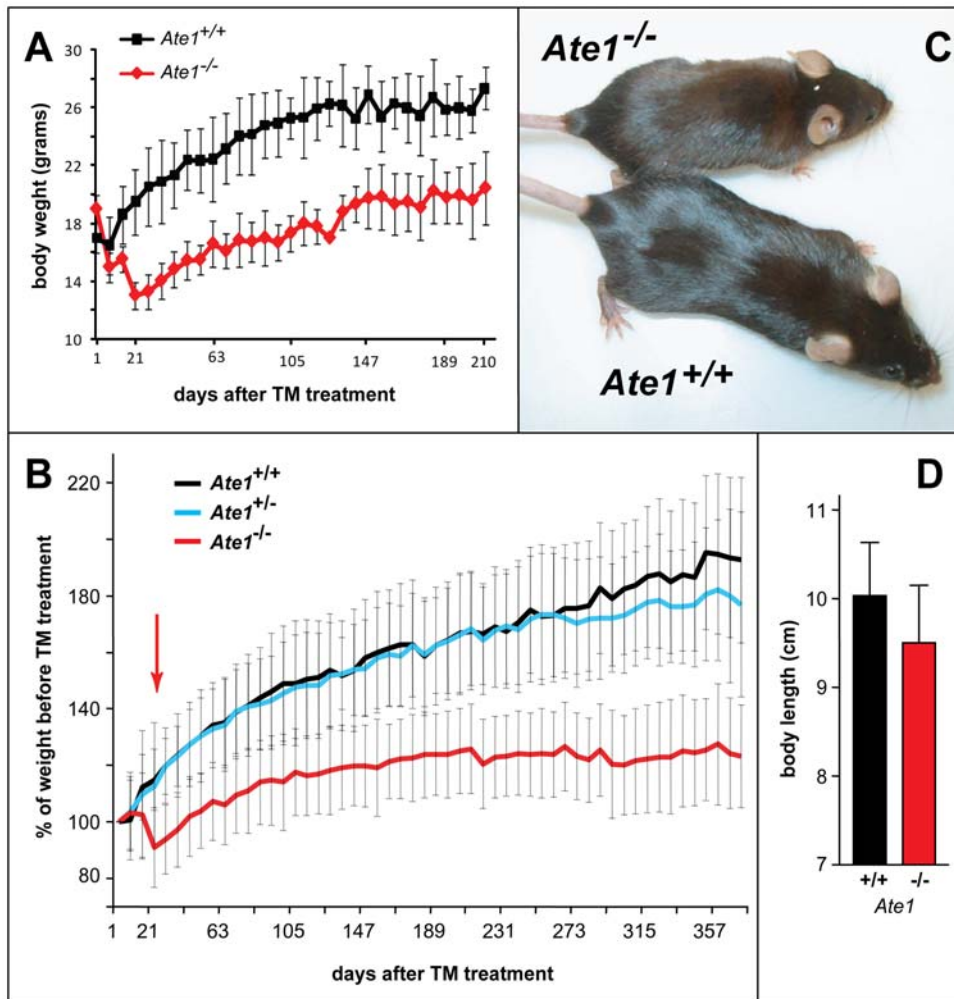 A
Ate1+/+
Ate1-/-
30
26
22
18
14
10
body weght (grams)
1 21 63 105 147 189 210
days after TM treatment
Ate1-/-
C
Ate1+/+
B
Ate1+/+
Ate1+/-
Ate1-/-
220
180
140
100
80
% of weight before TM treatment
1 21 63 105 147 189 231 273 315 357
days after TM treatment
D
11
10
9
8
7
body length (cm)
+/+ -/-
Ate1